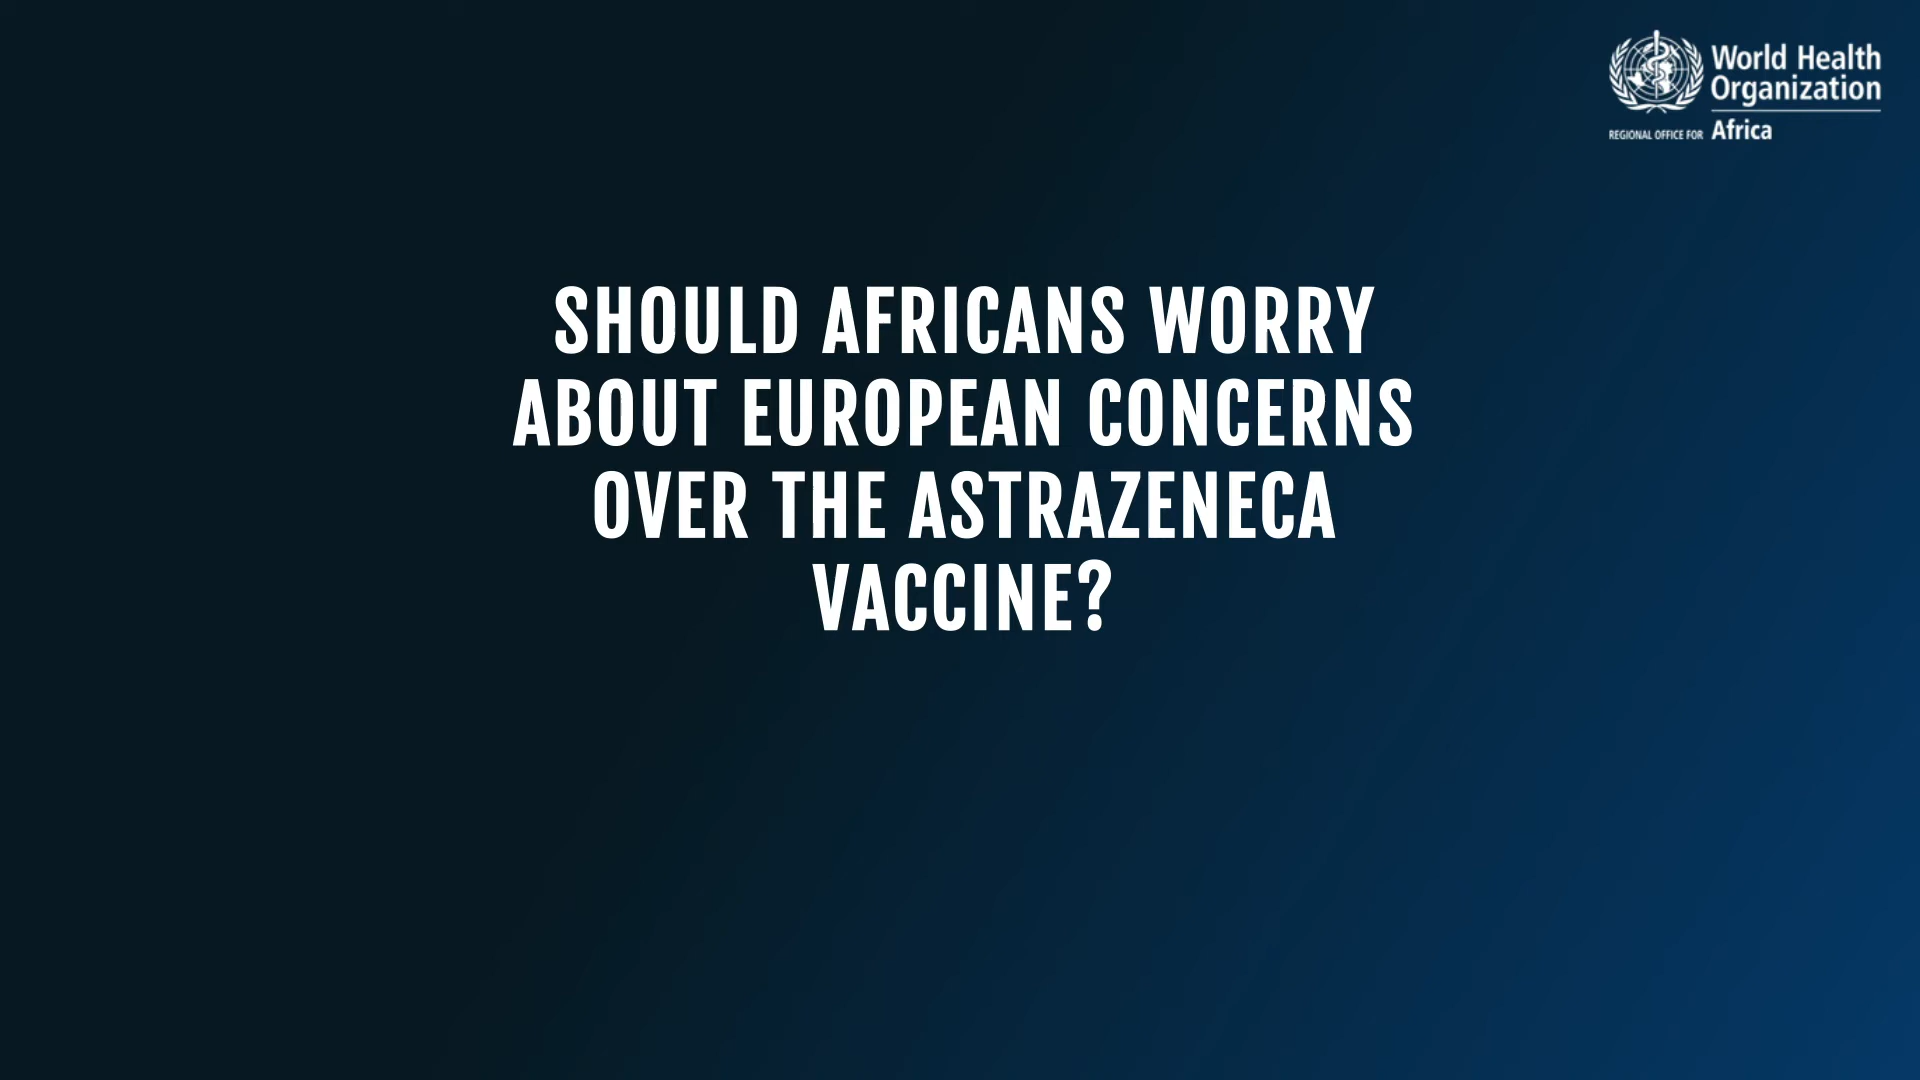 World Health
Organization
REGIONAL OFFICE FOR Africa
SHOULD AFRICANS WORRY
ABOUT EUROPEAN CONCERNS
OVER THE ASTRAZENECA
VACCINE?